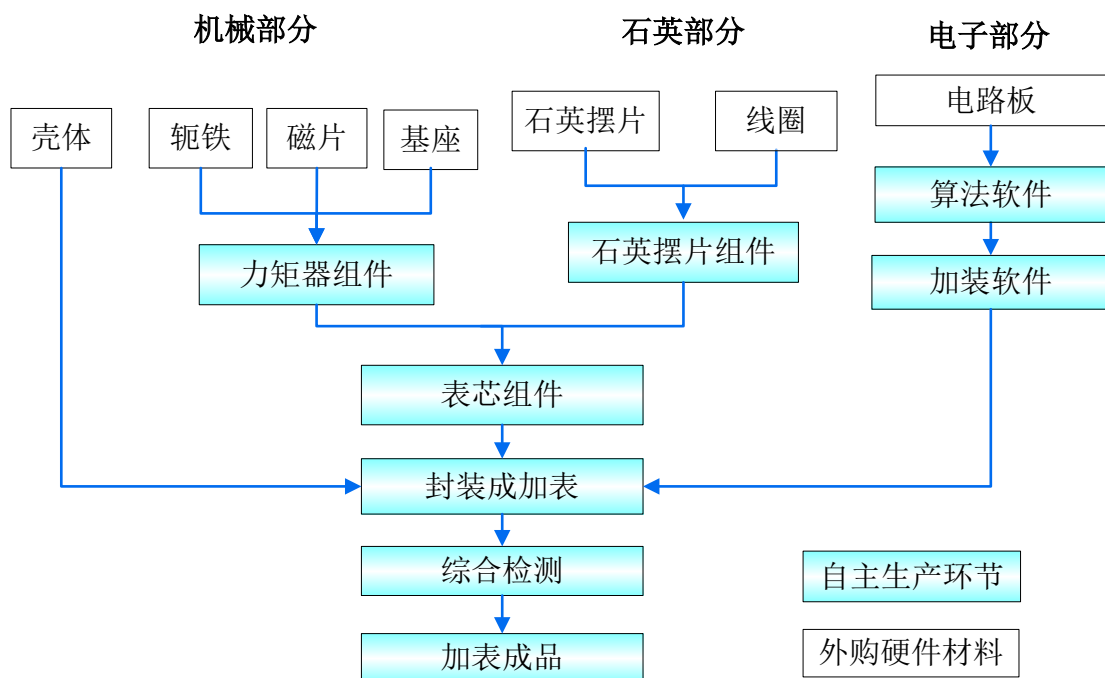 机械部分
石英部分
电子部分
壳体
轭铁
磁片
基座
石英摆片
线圈
电路板
算法软件
力矩器组件
石英摆片组件
加装软件
表芯组件
封装成加表
综合检测
自主生产环节
加表成品
外购硬件材料